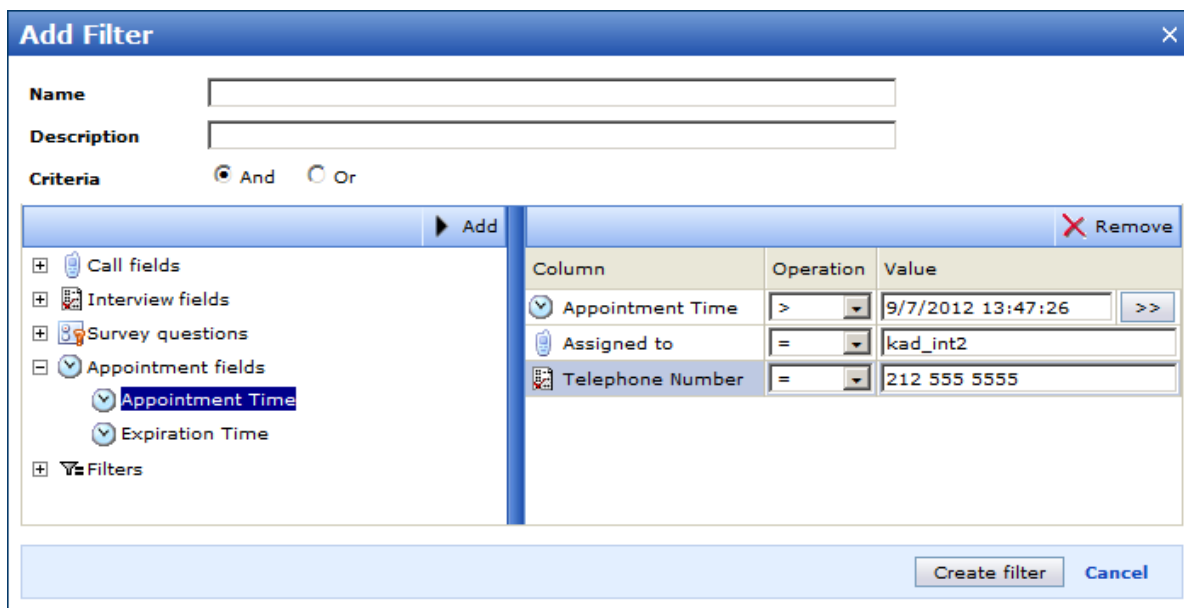 Add Filter
Name
Description
Criteria And Or
Add
Call fields
Interview fields
Survey questions
Appointment fields
Appointment Time
Expiration Time
Filters
Remove
Column Operation Value
Appointment Time > 9/7/2012 13:47:26 >>
Assigned to = kad_int2
Telephone Number = 212 555 5555
Create filter Cancel